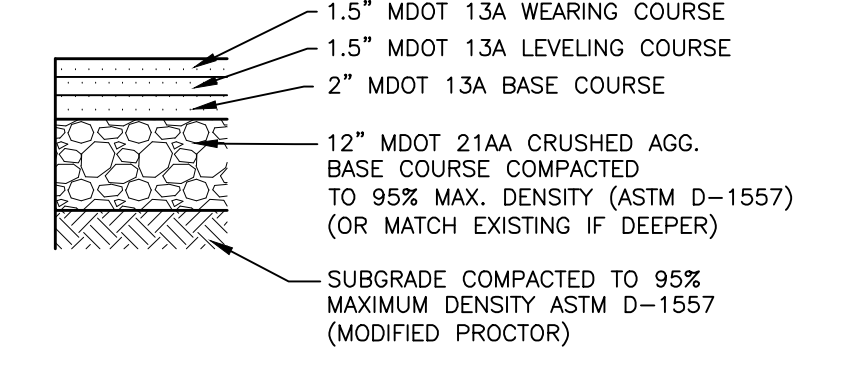 1.5” MDOT 13A WEARING COURSE
1.5” MDOT 13A LEVELING COURSE
2” MDOT 13A BASE COURSE
12” MDOT 21AA CRUSHED AGG.
BASE COURSE COMPACTED
TO 95% MAX. DENSITY (ASTM D-1557)
(OR MATCH EXISTING IF DEEPER)
SUBGRADE COMPACTED TO 95%
MAXIMUM DENSITY ASTM D-1557
(MODIFIED PROCTOR)